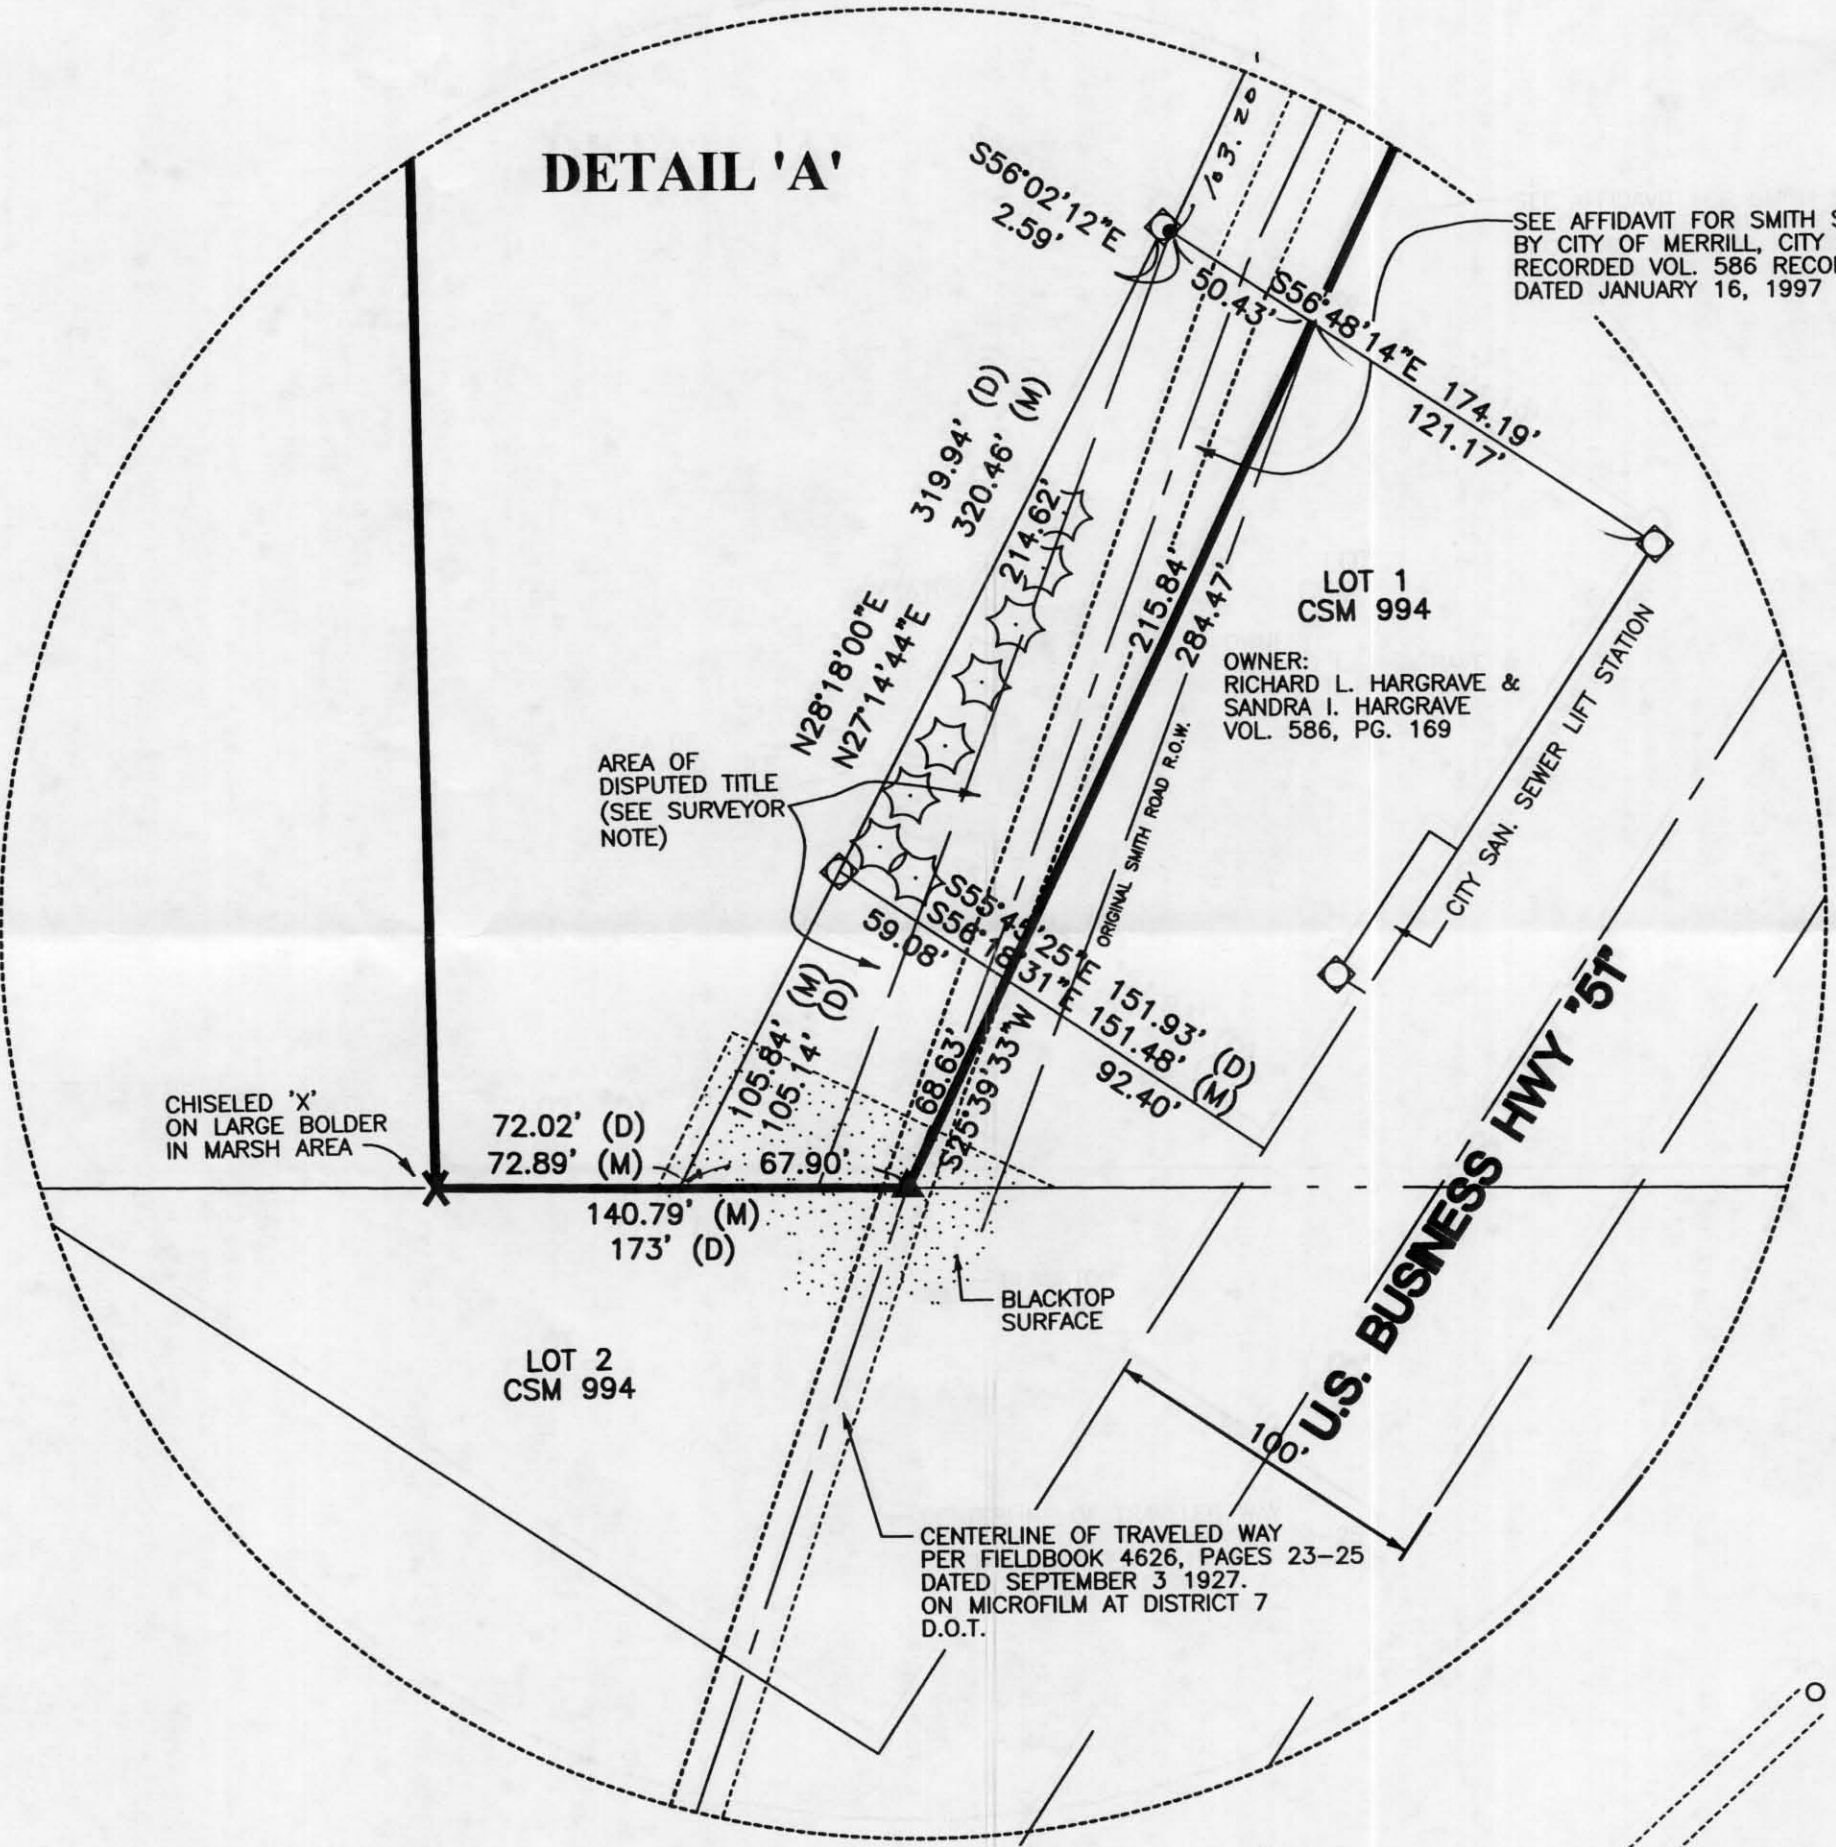 DETAIL 'A'
103.20
S56°02'12"E
2.59'
SEE AFFIDAVIT FOR SMITH
BY CITY OF MERRILL, CITY
RECORDED VOL. 586
DATED JANUARY 16, 1997
50.43'
S56°48'14"E 174.19'
121.17'
319.94' (D)
320.46' (M)
214.62'
N28°18'00"E
N27°14'44"E
215.84'
284.47'
LOT 1
CSM 994
OWNER:
RICHARD L. HARGRAVE &
SANDRA I. HARGRAVE
VOL. 586, PG. 169
CITY SAN. SEWER LIFT STATION
ORIGINAL SMITH ROAD R.O.W.
AREA OF
DISPUTED TITLE
(SEE SURVEYOR
NOTE)
S55°45'25"E 151.93' (D)
S56°18'31"E 151.48' (M)
59.08'
92.40'
105.84' (M)
105.14' (D)
68.63'
S25°39'33"W
CHISELED 'X'
ON LARGE BOLDER
IN MARSH AREA
72.02' (D)
72.89' (M)
67.90'
140.79' (M)
173' (D)
BLACKTOP
SURFACE
U.S. BUSINESS HWY "51"
100'
LOT 2
CSM 994
CENTERLINE OF TRAVELED WAY
PER FIELDBOOK 4626, PAGES 23-25
DATED SEPTEMBER 3 1927.
ON MICROFILM AT DISTRICT 7
D.O.T.